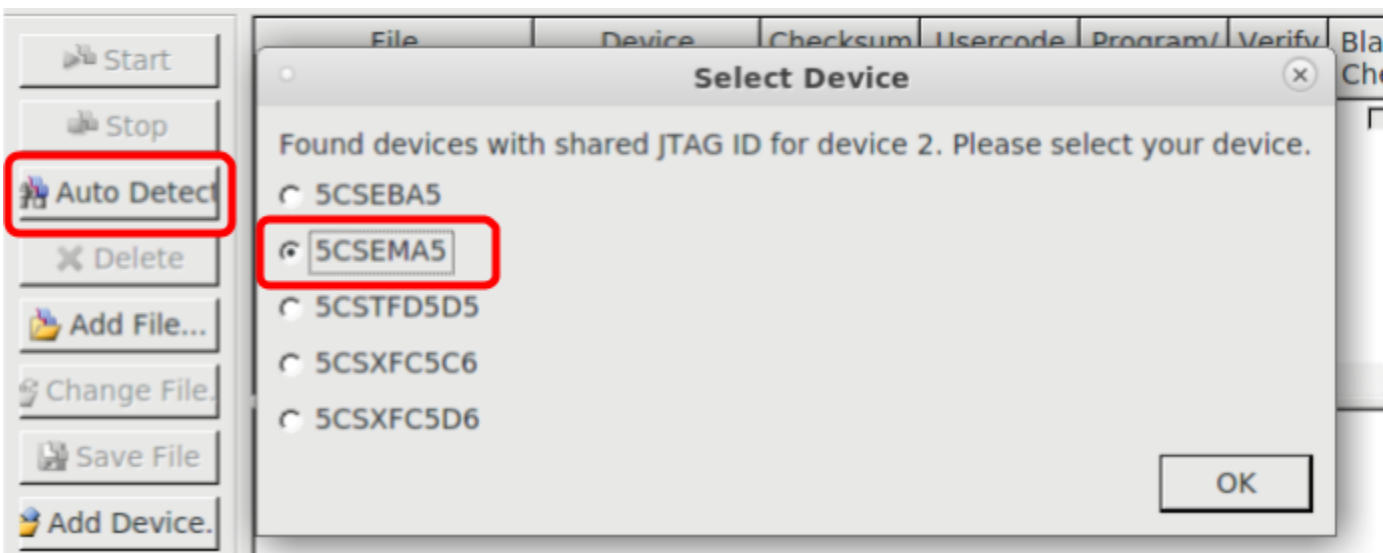 Start
Stop
Auto Detect
Delete
Add File...
Change File.
Save File
Add Device.
File Device Checksum Usercode Program/ Verify Bla
Che
Select Device
Found devices with shared JTAG ID for device 2. Please select your device.
5CSEBA5
5CSEMA5
5CSTFD5D5
5CSXFC5C6
5CSXFC5D6
OK